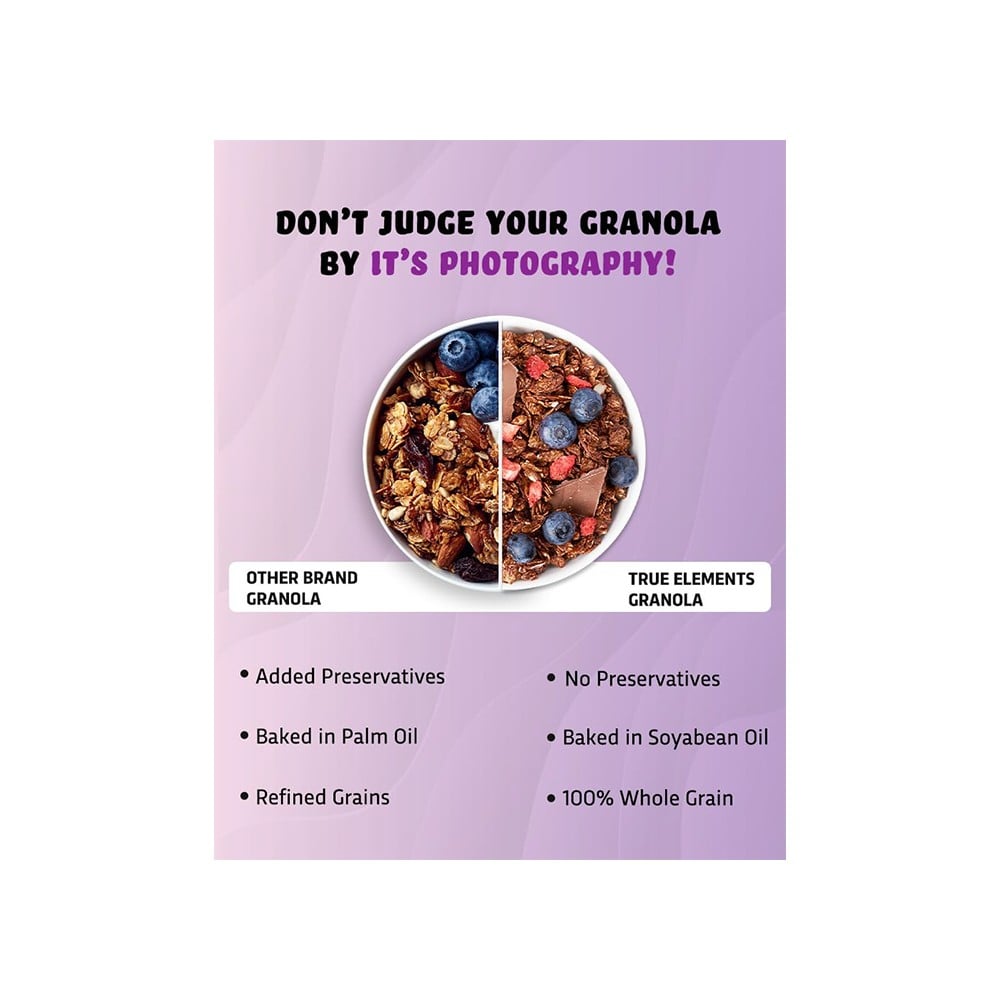 DON'T JUDGE YOUR GRANOLA
BY IT'S PHOTOGRAPHY!
OTHER BRAND
GRANOLA
TRUE ELEMENTS
GRANOLA
• Added Preservatives
• Baked in Palm Oil
• Refined Grains
• No Preservatives
• Baked in Soyabean Oil
• 100% Whole Grain